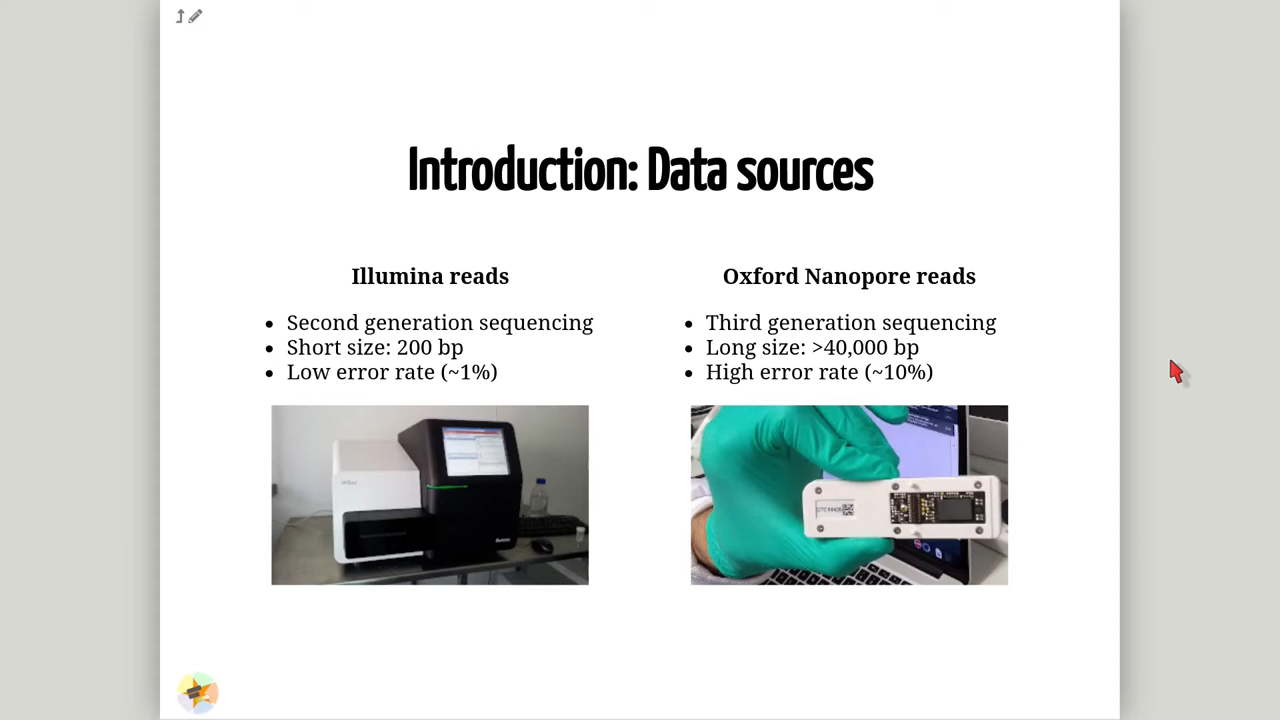 Introduction: Data sources
Illumina reads
Second generation sequencing
Short size: 200 bp
Low error rate (~1%)
Oxford Nanopore reads
Third generation sequencing
Long size: >40,000 bp
High error rate (~10%)